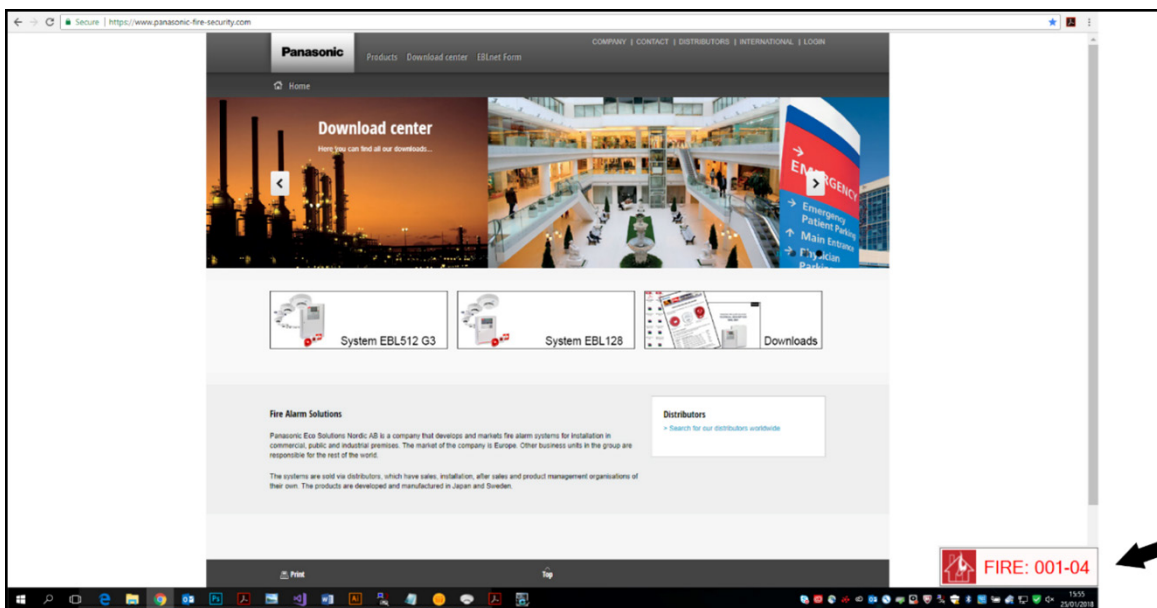 Secure | https://www.panasonic-fire-security.com
COMPANY | CONTACT | DISTRIBUTORS | INTERNATIONAL | LOGIN
Panasonic
Products Download center EBLnet Form
Home
Download center
Here you can find all our downloads...
EMERGENCY
Emergency
Patient Parking
Main Entrance
Physician
Parking
System EBL512 G3
System EBL128
Downloads
Fire Alarm Solutions
Panasonic Eco Solutions Nordic AB is a company that develops and markets fire alarm systems for installation in
commercial, public and industrial premises. The market of the company is Europe. Other business units in the group are
responsible for the rest of the world.
The systems are sold via distributors, which have sales, installation, after sales and product management organisations of
their own. The products are developed and manufactured in Japan and Sweden.
Distributors
> Search for our distributors worldwide
Print
Top
FIRE: 001-04
15:55
25/01/2018